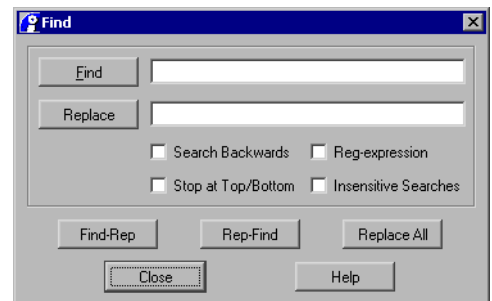 Find
Find
Replace
Search Backwards Reg-expression
Stop at Top/Bottom Insensitive Searches
Find-Rep Rep-Find Replace All
Close Help